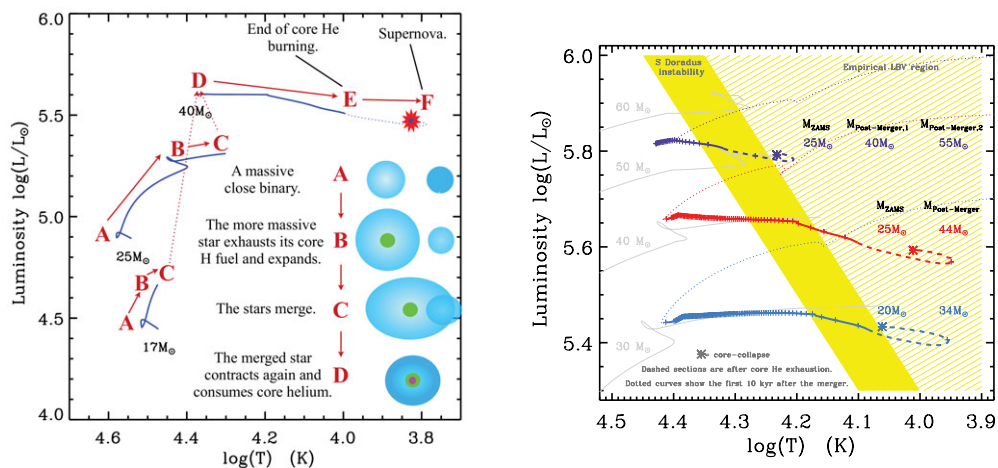 6.0
5.5
5.0
4.5
4.0
Luminosity log(L/L☉)
4.6
4.4
4.2
4.0
3.8
log(T) (K)
End of core He
burning.
Supernova.
D
E
F
40M☉
B
C
A
25M☉
C
B
A
17M☉
A massive
close binary.
A
The more massive
star exhausts its core
H fuel and expands.
B
The stars merge.
C
The merged star
contracts again and
consumes core helium.
D
6.0
5.8
5.6
5.4
Luminosity log(L/L☉)
4.5
4.4
4.3
4.2
4.1
4.0
3.9
log(T) (K)
S Doradus
instability
Empirical LBV region
60 M☉
50 M☉
40 M☉
30 M☉
M_ZAMS M_Post-Merger,1 M_Post-Merger,2
25M☉ 40M☉ 55M☉
M_ZAMS M_Post-Merger
25M☉ 44M☉
20M☉ 34M☉
core-collapse
Dashed sections are after core He exhaustion.
Dotted curves show the first 10 kyr after the merger.